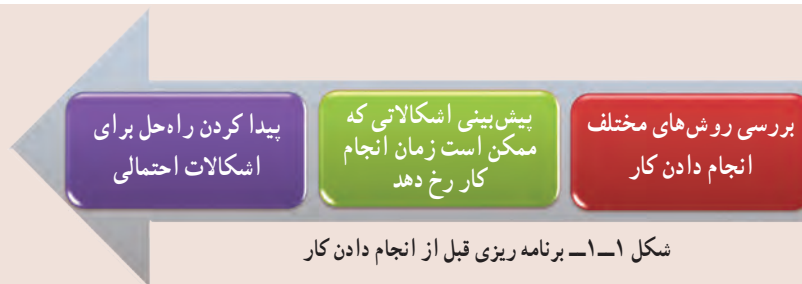 بررسی روش‌های مختلف
انجام دادن کار
پیش‌بینی اشکالاتی که
ممکن است زمان انجام
کار رخ دهد
پیدا کردن راه‌حل برای
اشکالات احتمالی
شکل ۱ــ۱ــ برنامه ریزی قبل از انجام دادن کار